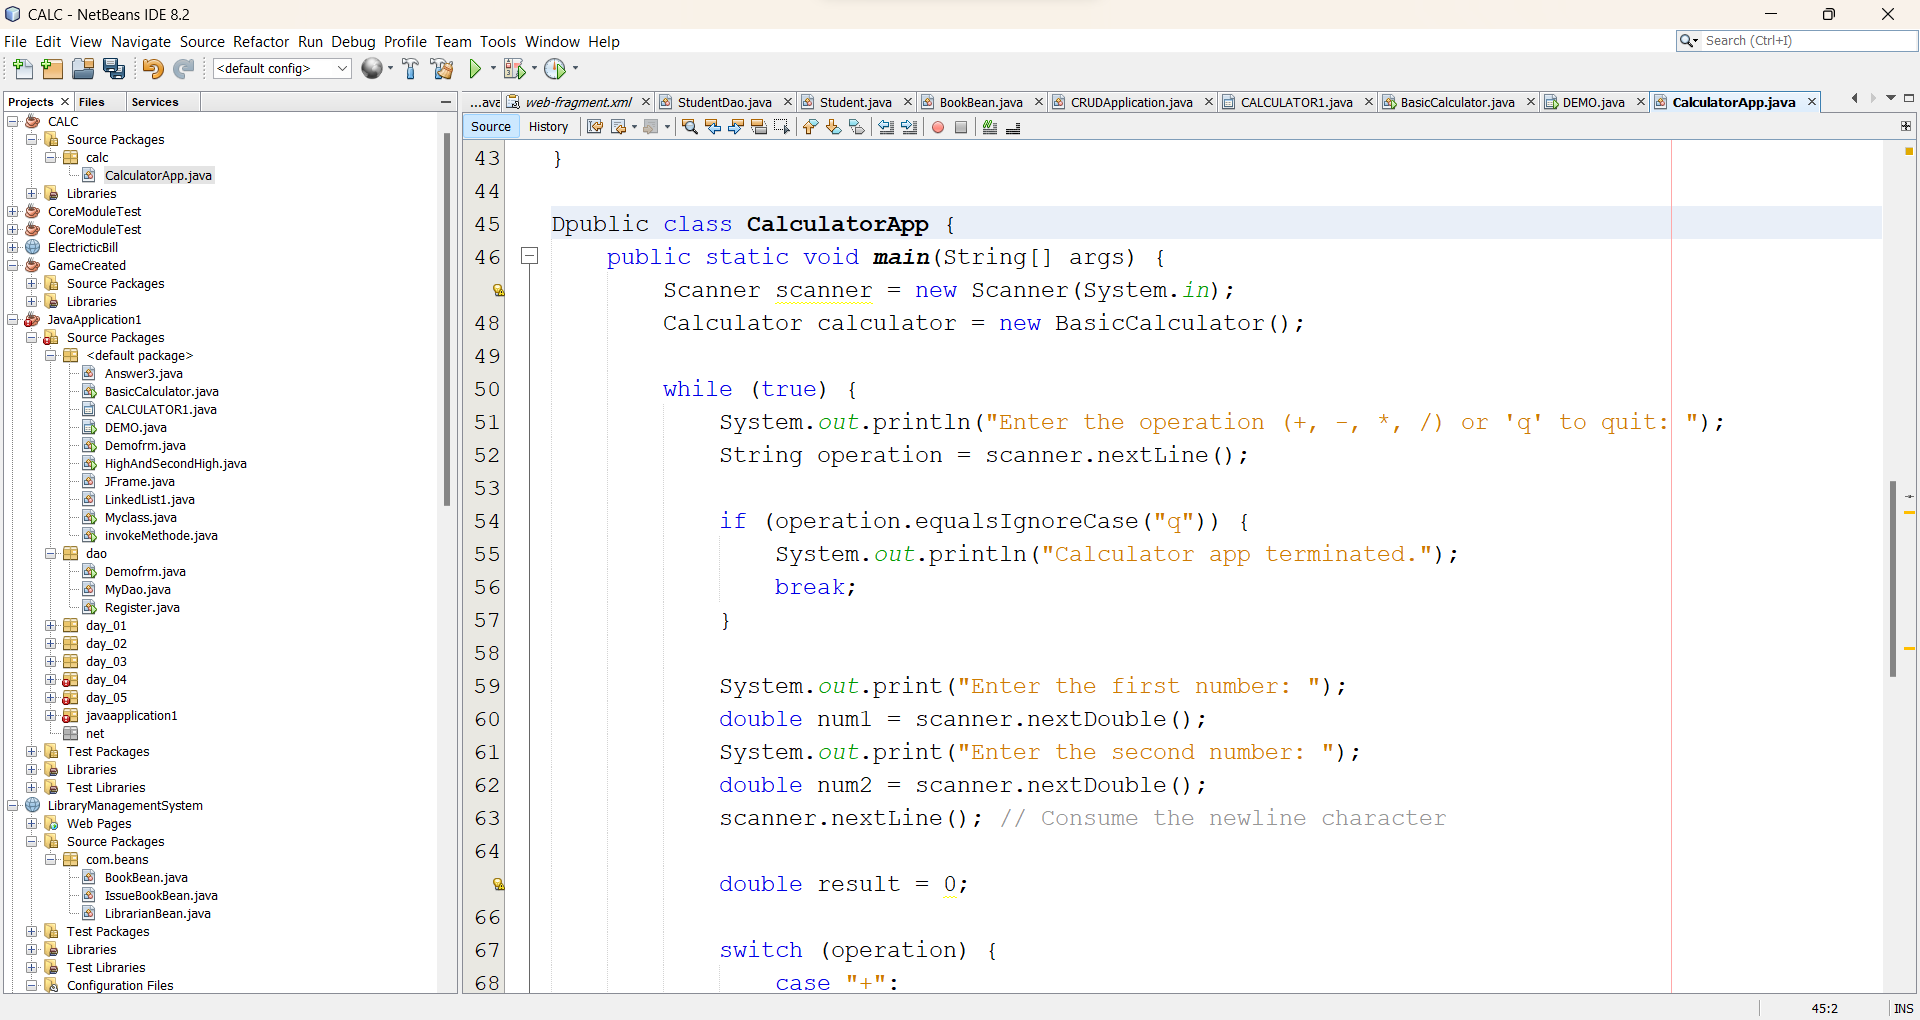 CALC - NetBeans IDE 8.2
File Edit View Navigate Source Refactor Run Debug Profile Team Tools Window Help
Search (Ctrl+I)
<default config>
Projects Files Services
...ava web-fragment.xml StudentDao.java Student.java BookBean.java CRUDApplication.java CALCULATOR1.java BasicCalculator.java DEMO.java CalculatorApp.java
Source History
CALC
Source Packages
calc
CalculatorApp.java
Libraries
CoreModuleTest
CoreModuleTest
ElectricticBill
GameCreated
Source Packages
Libraries
JavaApplication1
Source Packages
<default package>
Answer3.java
BasicCalculator.java
CALCULATOR1.java
DEMO.java
Demofrm.java
HighAndSecondHigh.java
JFrame.java
LinkedList1.java
Myclass.java
invokeMethode.java
dao
Demofrm.java
MyDao.java
Register.java
day_01
day_02
day_03
day_04
day_05
javaapplication1
net
Test Packages
Libraries
Test Libraries
LibraryManagementSystem
Web Pages
Source Packages
com.beans
BookBean.java
IssueBookBean.java
LibrarianBean.java
Test Packages
Libraries
Test Libraries
Configuration Files
43 }
44
45 Dpublic class CalculatorApp {
46 public static void main(String[] args) {
Scanner scanner = new Scanner(System.in);
48 Calculator calculator = new BasicCalculator();
49
50 while (true) {
51 System.out.println("Enter the operation (+, -, *, /) or 'q' to quit: ");
52 String operation = scanner.nextLine();
53
54 if (operation.equalsIgnoreCase("q")) {
55 System.out.println("Calculator app terminated.");
56 break;
57 }
58
59 System.out.print("Enter the first number: ");
60 double num1 = scanner.nextDouble();
61 System.out.print("Enter the second number: ");
62 double num2 = scanner.nextDouble();
63 scanner.nextLine(); // Consume the newline character
64
double result = 0;
66
67 switch (operation) {
68 case "+":
45:2 INS